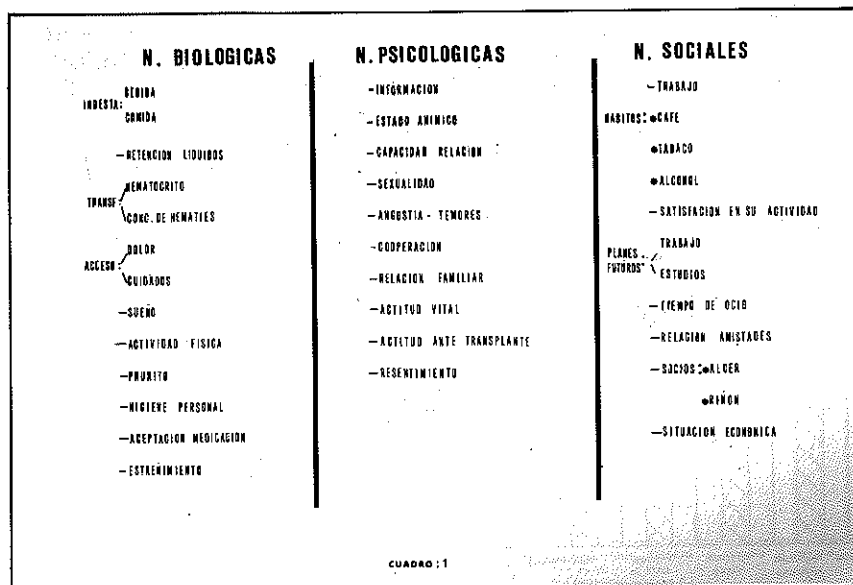 N. BIOLOGICAS
INGESTA:
BEBIDA
COMIDA
—RETENCION LIQUIDOS
TRANSF
HEMATOCRITO
CONC. DE HEMATIES
ACCESO
DOLOR
CUIDADOS
—SUEÑO
—ACTIVIDAD FISICA
—PRURITO
—HIGIENE PERSONAL
—ACEPTACION MEDICACION
—ESTREÑIMIENTO
N. PSICOLOGICAS
—INFORMACION
—ESTADO ANIMICO
—CAPACIDAD RELACION
—SEXUALIDAD
—ANGUSTIA - TEMORES
—COOPERACION
—RELACION FAMILIAR
—ACTITUD VITAL
—ACTITUD ANTE TRANSPLANTE
—RESENTIMIENTO
N. SOCIALES
—TRABAJO
HABITOS: •CAFE
•TABACO
•ALCOHOL
—SATISFACION EN SU ACTIVIDAD
PLANES FUTUROS
TRABAJO
ESTUDIOS
—TIEMPO DE OCIO
—RELACION AMISTADES
—SOCIOS: •ALCER
•RIÑON
—SITUACION ECONOMICA
CUADRO: 1